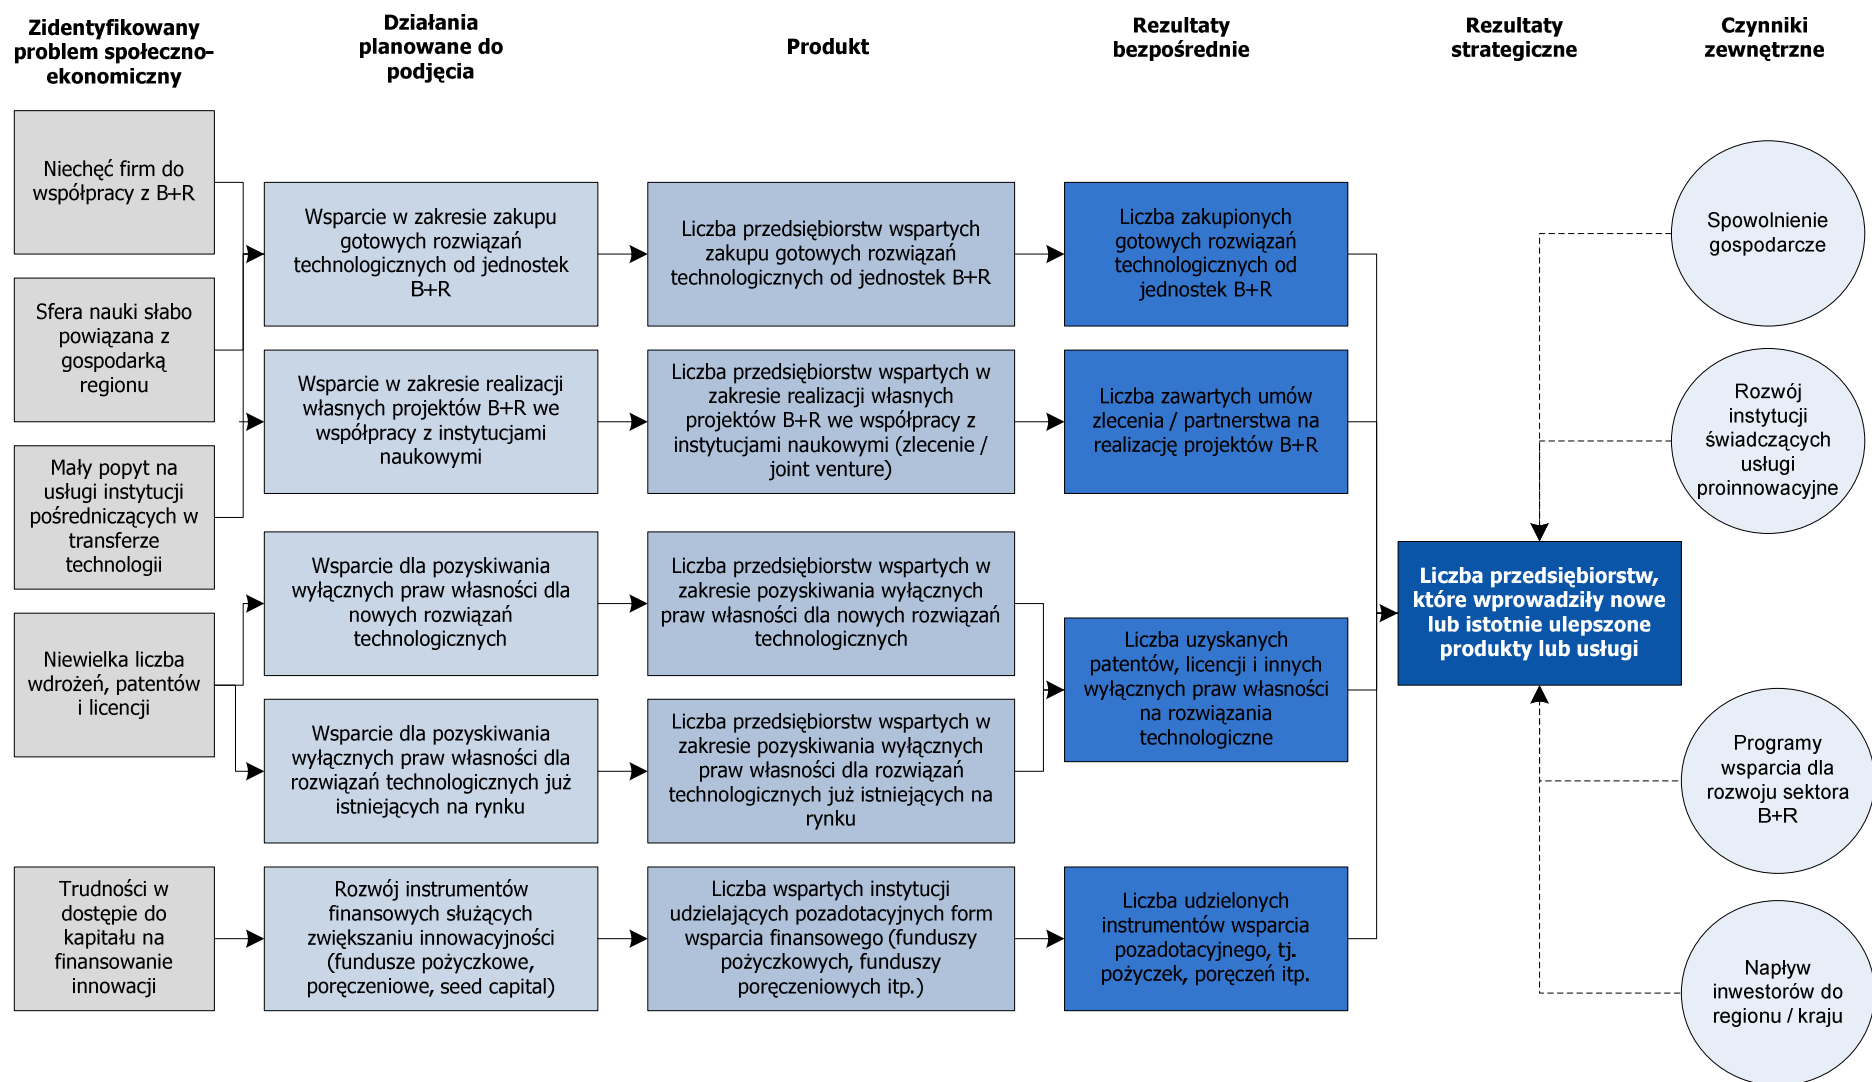 Zidentyfikowany
problem społeczno-
ekonomiczny
Działania
planowane do
podjęcia
Produkt
Rezultaty
bezpośrednie
Rezultaty
strategiczne
Czynniki
zewnętrzne
Niechęć firm do
współpracy z B+R
Sfera nauki słabo
powiązana z
gospodarką
regionu
Mały popyt na
usługi instytucji
pośredniczących w
transferze
technologii
Niewielka liczba
wdrożeń, patentów
i licencji
Trudności w
dostępie do
kapitału na
finansowanie
innowacji
Wsparcie w zakresie zakupu
gotowych rozwiązań
technologicznych od jednostek
B+R
Wsparcie w zakresie realizacji
własnych projektów B+R we
współpracy z instytucjami
naukowymi
Wsparcie dla pozyskiwania
wyłącznych praw własności dla
nowych rozwiązań
technologicznych
Wsparcie dla pozyskiwania
wyłącznych praw własności dla
rozwiązań technologicznych już
istniejących na rynku
Rozwój instrumentów
finansowych służących
zwiększaniu innowacyjności
(fundusze pożyczkowe,
poręczeniowe, seed capital)
Liczba przedsiębiorstw wspartych
zakupu gotowych rozwiązań
technologicznych od jednostek B+R
Liczba przedsiębiorstw wspartych w
zakresie realizacji własnych
projektów B+R we współpracy z
instytucjami naukowymi (zlecenie /
joint venture)
Liczba przedsiębiorstw wspartych w
zakresie pozyskiwania wyłącznych
praw własności dla nowych rozwiązań
technologicznych
Liczba przedsiębiorstw wspartych w
zakresie pozyskiwania wyłącznych
praw własności dla rozwiązań
technologicznych już istniejących na
rynku
Liczba wspartych instytucji
udzielających pozadotacyjnych form
wsparcia finansowego (funduszy
pożyczkowych, funduszy
poręczeniowych itp.)
Liczba zakupionych
gotowych rozwiązań
technologicznych od
jednostek B+R
Liczba zawartych umów
zlecenia / partnerstwa na
realizację projektów B+R
Liczba uzyskanych
patentów, licencji i innych
wyłącznych praw własności
na rozwiązania
technologiczne
Liczba udzielonych
instrumentów wsparcia
pozadotacyjnego, tj.
pożyczek, poręczeń itp.
Liczba przedsiębiorstw,
które wprowadziły nowe
lub istotnie ulepszone
produkty lub usługi
Spowolnienie
gospodarcze
Rozwój
instytucji
świadczących
usługi
proinnowacyjne
Programy
wsparcia dla
rozwoju sektora
B+R
Napływ
inwestorów do
regionu / kraju